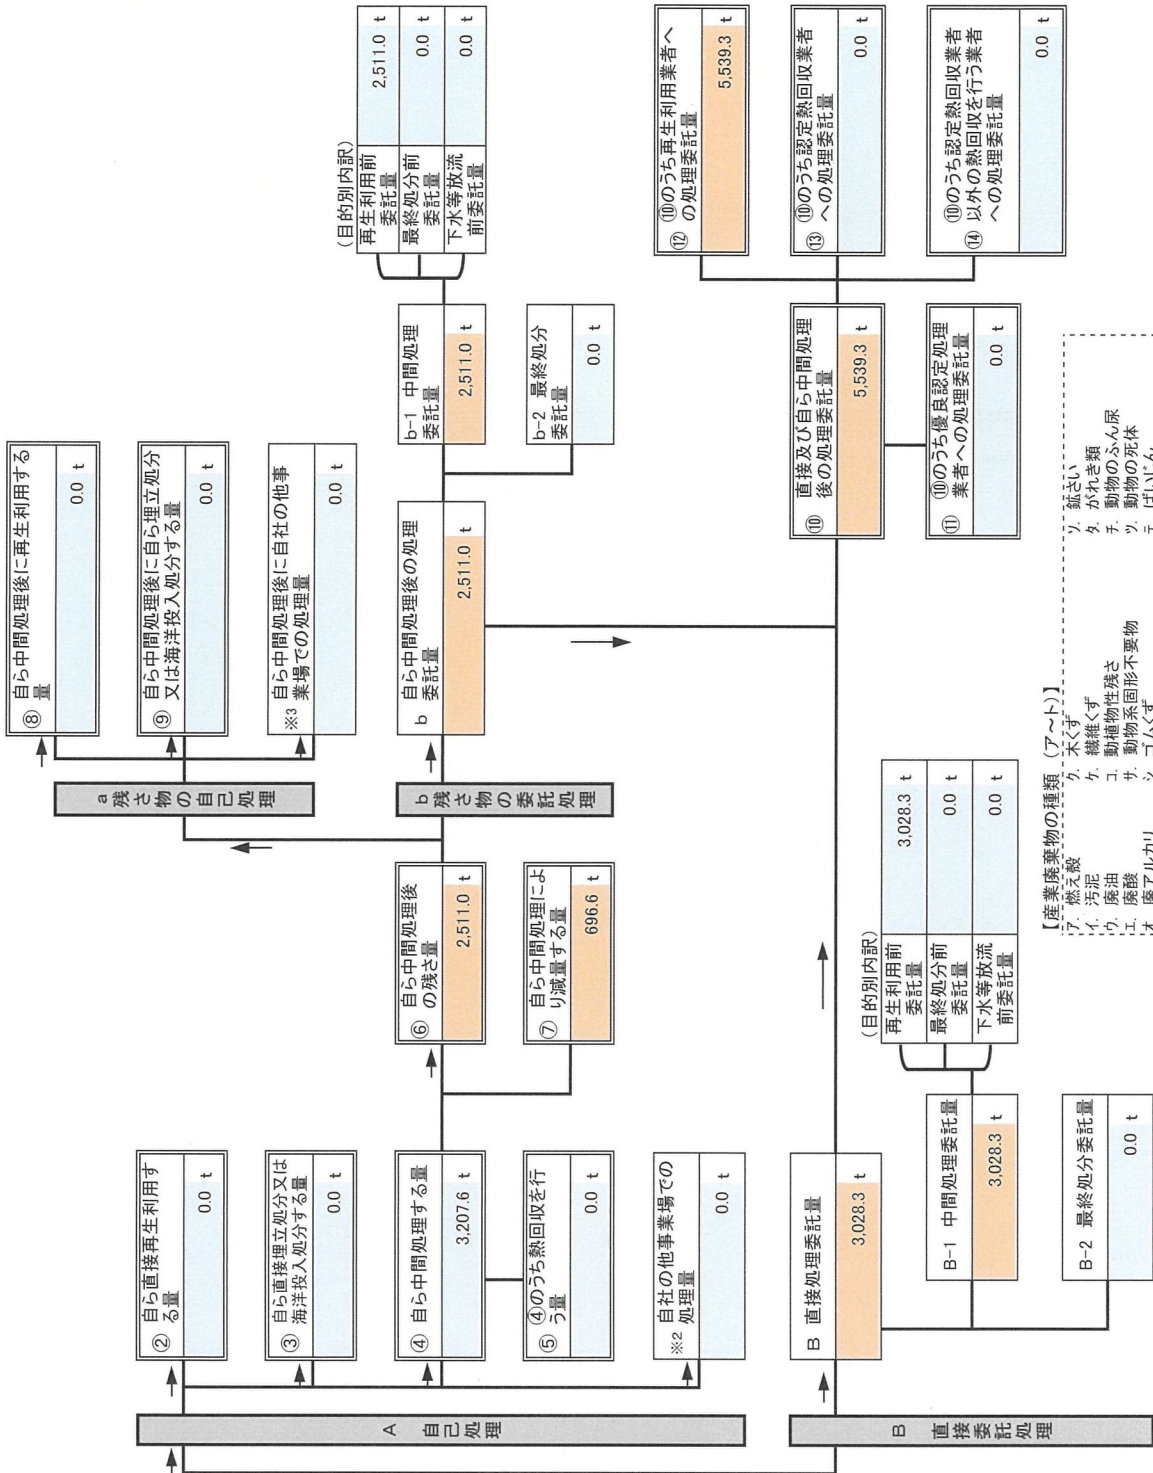 A 自己処理
② 自ら直接再生利用す
る量
0.0 t
③ 自ら直接埋立処分又は
海洋投入処分する量
0.0 t
④ 自ら中間処理する量
3,207.6 t
⑤ ④のうち熱回収を行
う量
0.0 t
※2 自社の他事業場での
処理量
0.0 t
⑥ 自ら中間処理後
の残さ量
2,511.0 t
⑦ 自ら中間処理によ
り減量する量
696.6 t
a 残さ物の自己処理
⑧ 自ら中間処理後に再生利用する
量
0.0 t
⑨ 自ら中間処理後に自ら埋立処分
又は海洋投入処分する量
0.0 t
※3 自ら中間処理後に自社の他事
業場での処理量
0.0 t
b 残さ物の委託処理
b 自ら中間処理後の処理
委託量
2,511.0 t
b-1 中間処理
委託量
2,511.0 t
b-2 最終処分
委託量
0.0 t
(目的別内訳)
再生利用前
委託量
2,511.0 t
最終処分前
委託量
0.0 t
下水等放流
前委託量
0.0 t
B 直接委託処理
B 直接処理委託量
3,028.3 t
B-1 中間処理委託量
3,028.3 t
B-2 最終処分委託量
0.0 t
(目的別内訳)
再生利用前
委託量
3,028.3 t
最終処分前
委託量
0.0 t
下水等放流
前委託量
0.0 t
⑩ 直接及び自ら中間処理
後の処理委託量
5,539.3 t
⑪ ⑩のうち優良認定処理
業者への処理委託量
0.0 t
⑫ ⑩のうち再生利用業者へ
の処理委託量
5,539.3 t
⑬ ⑩のうち認定熱回収業者
への処理委託量
0.0 t
⑭ ⑩のうち認定熱回収業者
以外の熱回収を行う業者
への処理委託量
0.0 t
【産業廃棄物の種類 (ア~ト)】
ア. 燃え殻
イ. 汚泥
ウ. 廃油
エ. 廃酸
オ. 廃アルカリ
ク. 木くず
ケ. 繊維くず
コ. 動植物性残さ
サ. 動物系固形不要物
シ. ゴムくず
ソ. 鉱さい
タ. がれき類
チ. 動物のふん尿
ツ. 動物の死体
テ. ばいじん